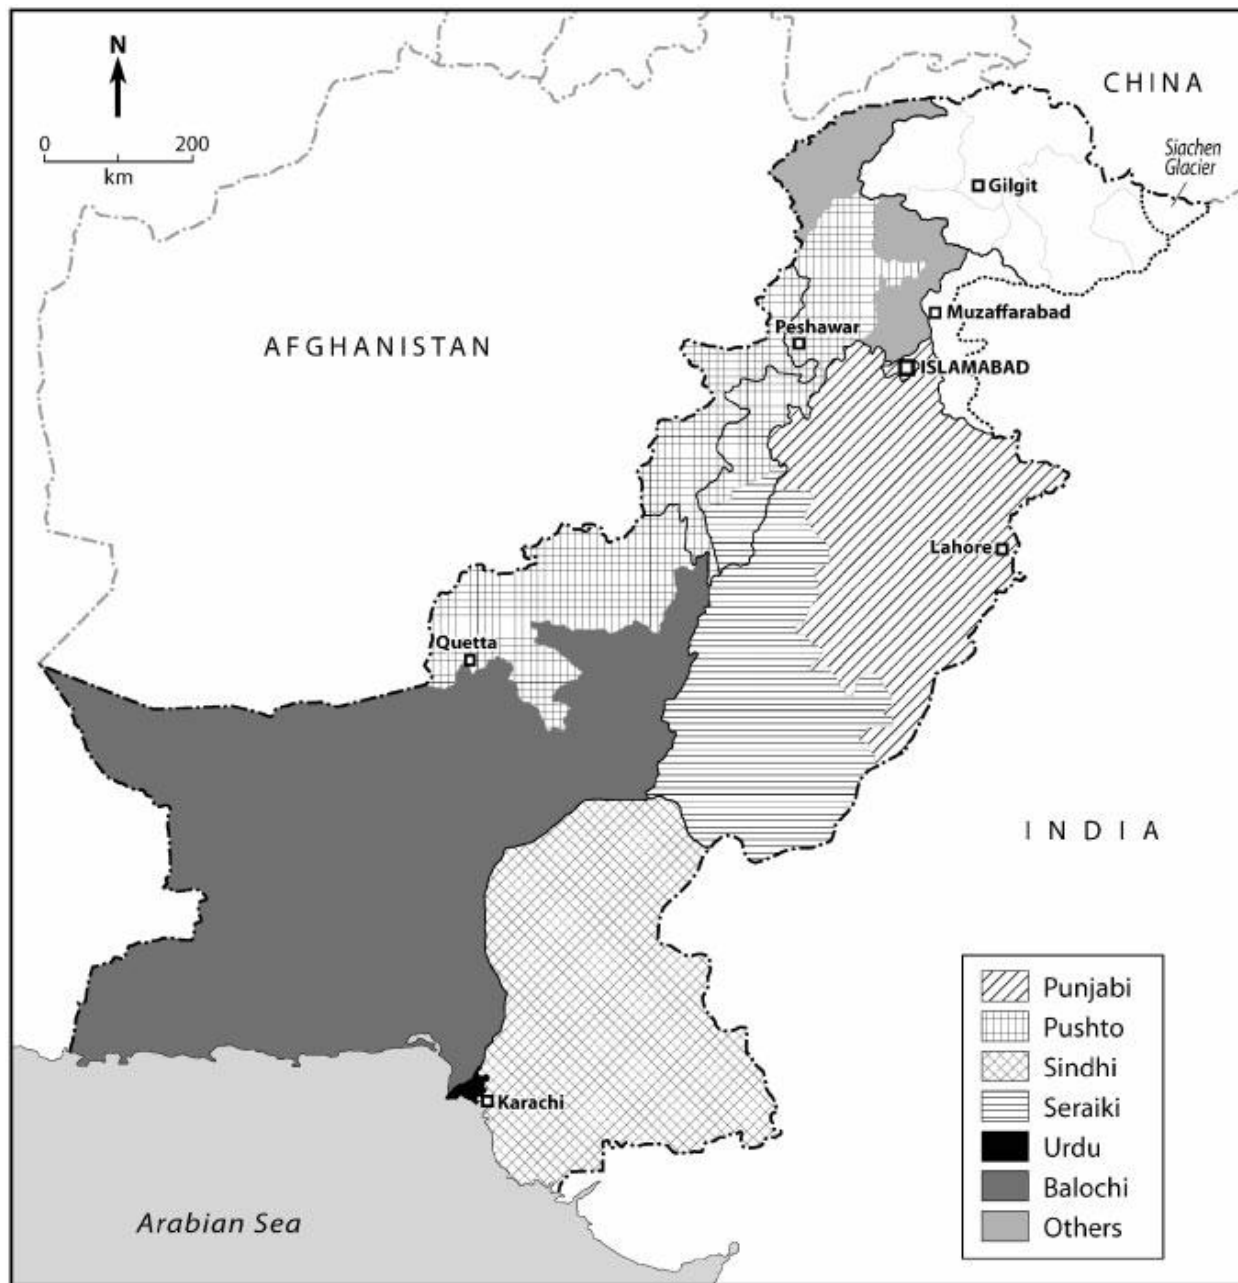 N
0 200
km
CHINA
Siachen
Glacier
Gilgit
Muzaffarabad
Peshawar
AFGHANISTAN
ISLAMABAD
Lahore
Quetta
INDIA
Karachi
Arabian Sea
Punjabi
Pushto
Sindhi
Seraiki
Urdu
Balochi
Others